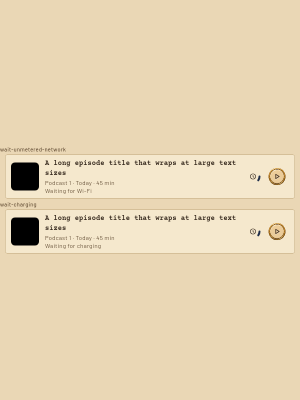 wait-unmetered-network
A long episode title that wraps at large text
sizes
Podcast 1 · Today · 45 min
Waiting for Wi-Fi
wait-charging
A long episode title that wraps at large text
sizes
Podcast 1 · Today · 45 min
Waiting for charging